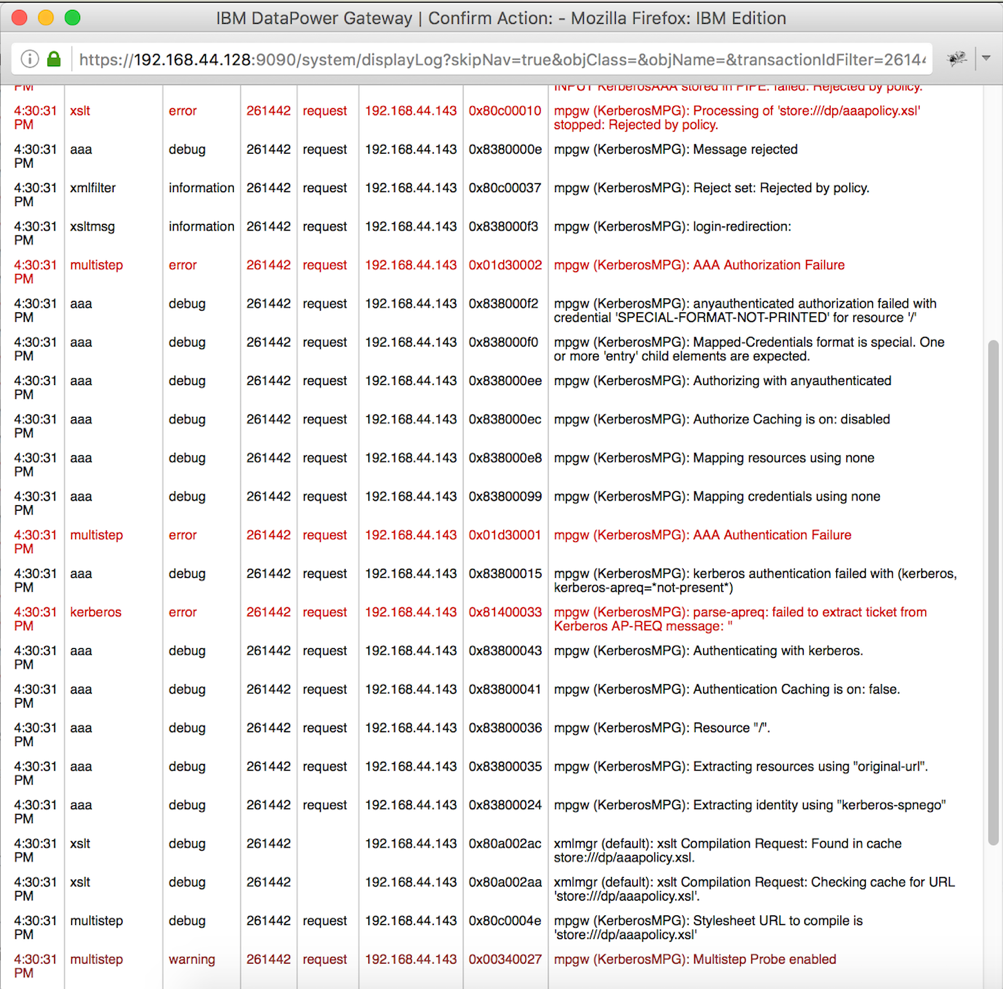 IBM DataPower Gateway | Confirm Action: - Mozilla Firefox: IBM Edition
https://192.168.44.128:9090/system/displayLog?skipNav=true&objClass=&objName=&transactionIdFilter=26144
PM INPUT KerberosAAA stored in PIPE: failed: Rejected by policy.
4:30:31 xslt error 261442 request 192.168.44.143 0x80c00010 mpgw (KerberosMPG): Processing of 'store:///dp/aaapolicy.xsl'
PM stopped: Rejected by policy.
4:30:31 aaa debug 261442 request 192.168.44.143 0x8380000e mpgw (KerberosMPG): Message rejected
PM
4:30:31 xmlfilter information 261442 request 192.168.44.143 0x80c00037 mpgw (KerberosMPG): Reject set: Rejected by policy.
PM
4:30:31 xsltmsg information 261442 request 192.168.44.143 0x838000f3 mpgw (KerberosMPG): login-redirection:
PM
4:30:31 multistep error 261442 request 192.168.44.143 0x01d30002 mpgw (KerberosMPG): AAA Authorization Failure
PM
4:30:31 aaa debug 261442 request 192.168.44.143 0x838000f2 mpgw (KerberosMPG): anyauthenticated authorization failed with
PM credential 'SPECIAL-FORMAT-NOT-PRINTED' for resource '/'
4:30:31 aaa debug 261442 request 192.168.44.143 0x838000f0 mpgw (KerberosMPG): Mapped-Credentials format is special. One
PM or more 'entry' child elements are expected.
4:30:31 aaa debug 261442 request 192.168.44.143 0x838000ee mpgw (KerberosMPG): Authorizing with anyauthenticated
PM
4:30:31 aaa debug 261442 request 192.168.44.143 0x838000ec mpgw (KerberosMPG): Authorize Caching is on: disabled
PM
4:30:31 aaa debug 261442 request 192.168.44.143 0x838000e8 mpgw (KerberosMPG): Mapping resources using none
PM
4:30:31 aaa debug 261442 request 192.168.44.143 0x83800099 mpgw (KerberosMPG): Mapping credentials using none
PM
4:30:31 multistep error 261442 request 192.168.44.143 0x01d30001 mpgw (KerberosMPG): AAA Authentication Failure
PM
4:30:31 aaa debug 261442 request 192.168.44.143 0x83800015 mpgw (KerberosMPG): kerberos authentication failed with (kerberos,
PM kerberos-apreq=*not-present*)
4:30:31 kerberos error 261442 request 192.168.44.143 0x81400033 mpgw (KerberosMPG): parse-apreq: failed to extract ticket from
PM Kerberos AP-REQ message: ''
4:30:31 aaa debug 261442 request 192.168.44.143 0x83800043 mpgw (KerberosMPG): Authenticating with kerberos.
PM
4:30:31 aaa debug 261442 request 192.168.44.143 0x83800041 mpgw (KerberosMPG): Authentication Caching is on: false.
PM
4:30:31 aaa debug 261442 request 192.168.44.143 0x83800036 mpgw (KerberosMPG): Resource "/".
PM
4:30:31 aaa debug 261442 request 192.168.44.143 0x83800035 mpgw (KerberosMPG): Extracting resources using "original-url".
PM
4:30:31 aaa debug 261442 request 192.168.44.143 0x83800024 mpgw (KerberosMPG): Extracting identity using "kerberos-spnego"
PM
4:30:31 xslt debug 261442 192.168.44.143 0x80a002ac xmlmgr (default): xslt Compilation Request: Found in cache
PM store:///dp/aaapolicy.xsl.
4:30:31 xslt debug 261442 192.168.44.143 0x80a002aa xmlmgr (default): xslt Compilation Request: Checking cache for URL
PM 'store:///dp/aaapolicy.xsl'.
4:30:31 multistep debug 261442 request 192.168.44.143 0x80c0004e mpgw (KerberosMPG): Stylesheet URL to compile is
PM 'store:///dp/aaapolicy.xsl'
4:30:31 multistep warning 261442 request 192.168.44.143 0x00340027 mpgw (KerberosMPG): Multistep Probe enabled
PM